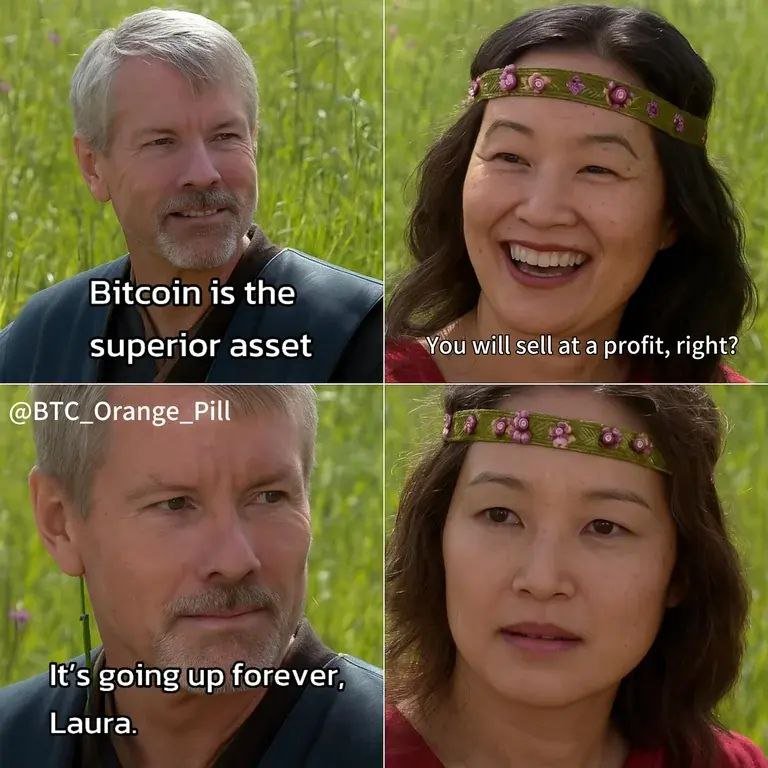 Bitcoin is the
superior asset
You will sell at a profit, right?
@BTC_Orange_Pill
It's going up forever,
Laura.